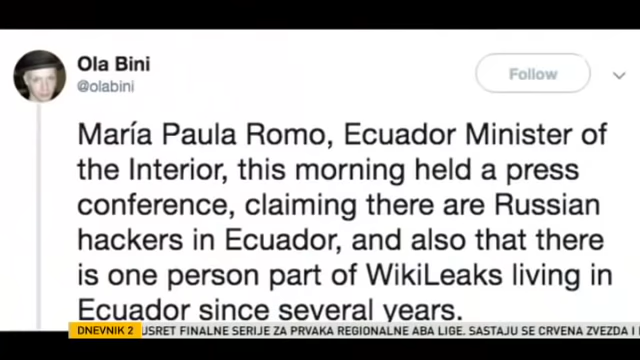 Ola Bini
@olabini
Follow
María Paula Romo, Ecuador Minister of
the Interior, this morning held a press
conference, claiming there are Russian
hackers in Ecuador, and also that there
is one person part of WikiLeaks living in
Ecuador since several years.
DNEVNIK 2 USRET FINALNE SERIJE ZA PRVAKA REGIONALNE ABA LIGE. SASTAJU SE CRVENA ZVEZDA I